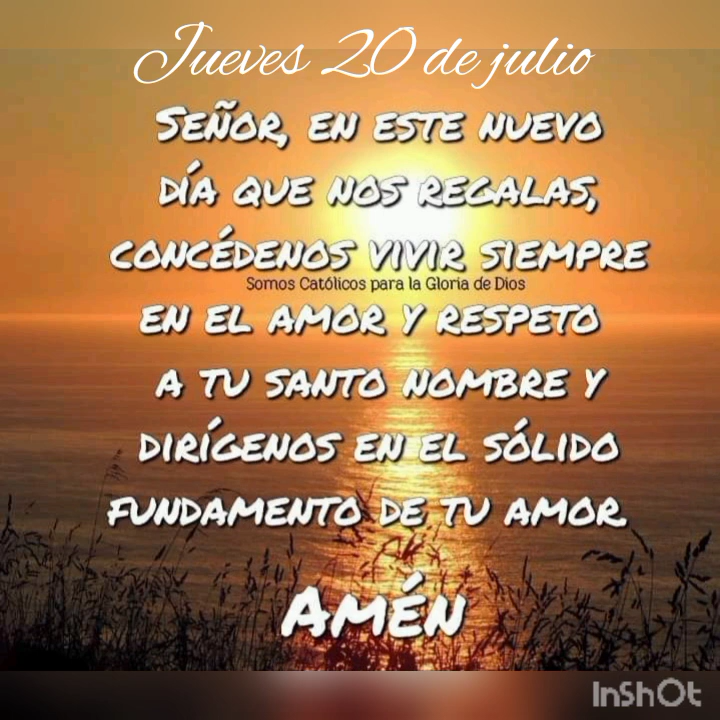 Jueves 20 de julio
Señor, en este nuevo
día que nos regalas,
concédenos vivir siempre
Somos Católicos para la Gloria de Dios
en el amor y respeto
a tu santo nombre y
dirígenos en el sólido
fundamento de tu amor.
Amén
InShOt